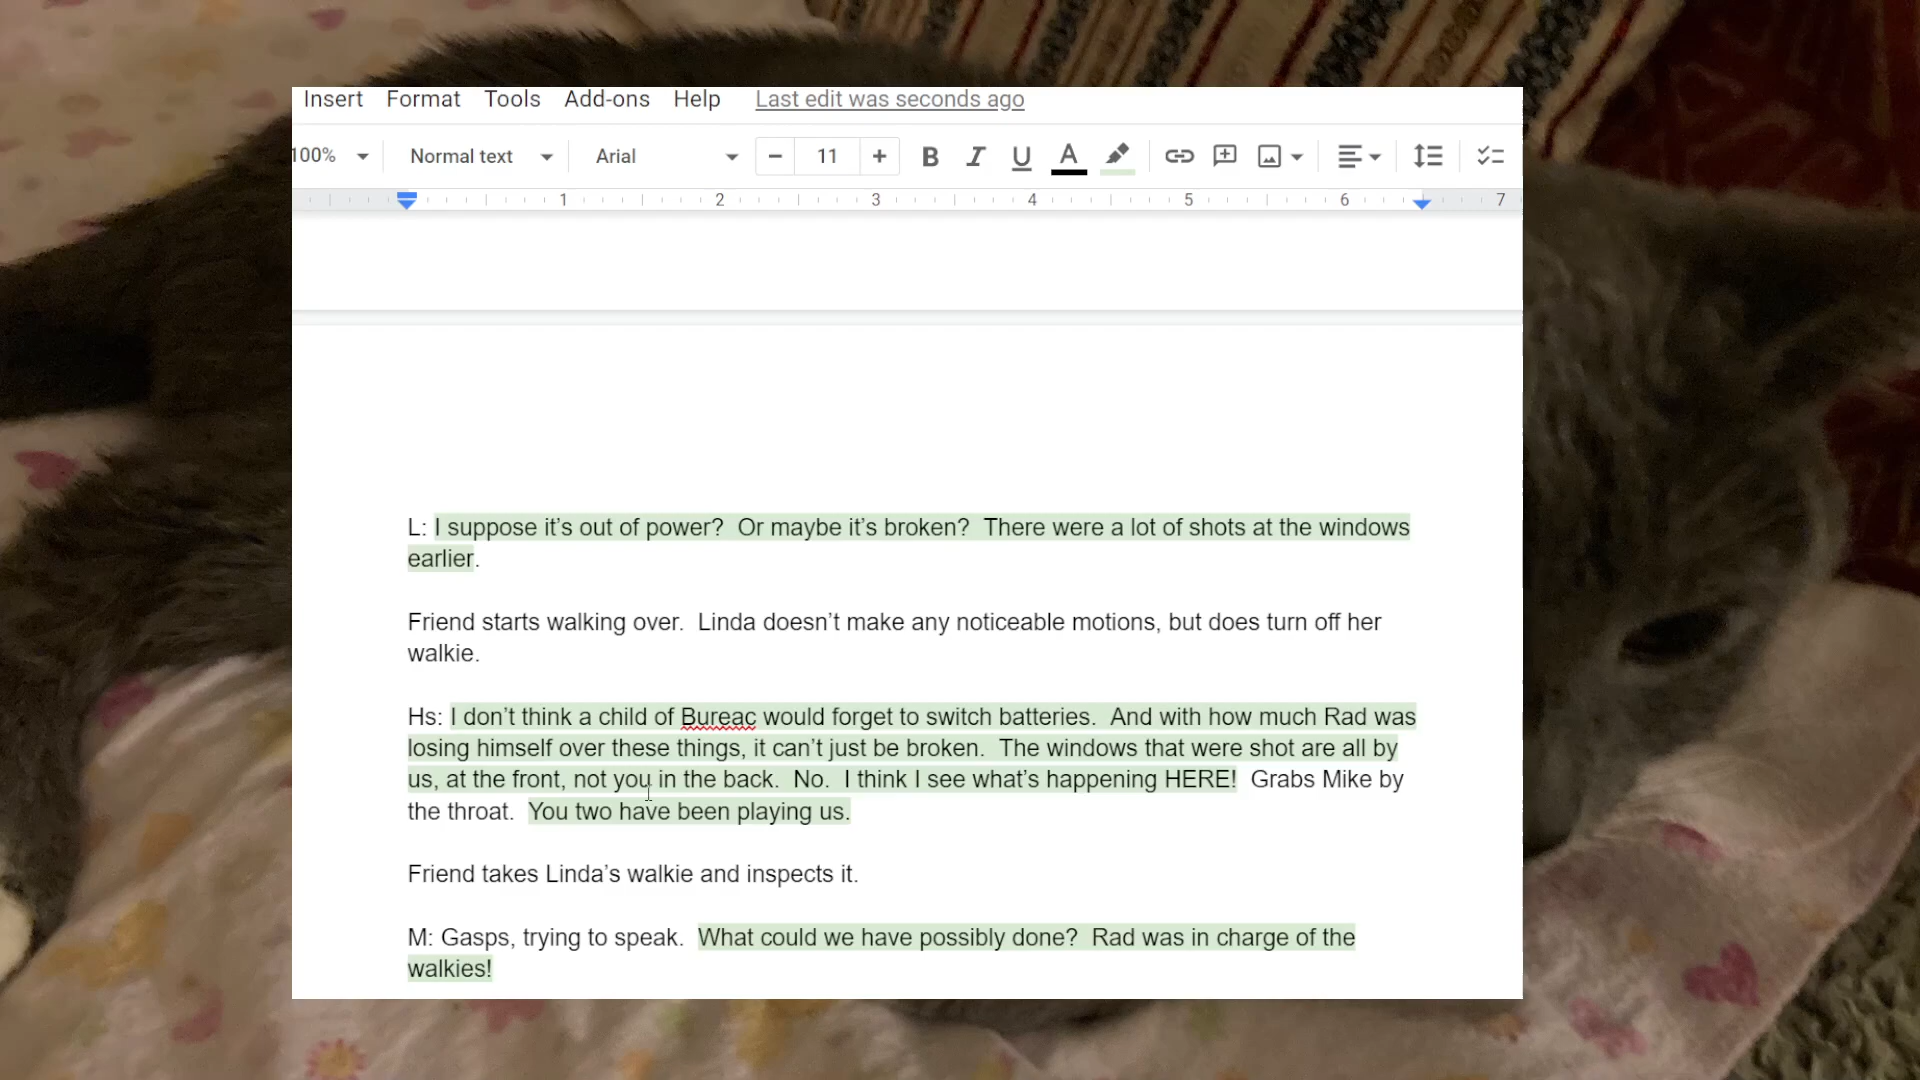 Insert Format Tools Add-ons Help Last edit was seconds ago
100% Normal text Arial − 11 + B I U A
1 2 3 4 5 6 7
L: I suppose it’s out of power?  Or maybe it’s broken?  There were a lot of shots at the windows
earlier.
Friend starts walking over.  Linda doesn’t make any noticeable motions, but does turn off her
walkie.
Hs: I don’t think a child of Bureac would forget to switch batteries.  And with how much Rad was
losing himself over these things, it can’t just be broken.  The windows that were shot are all by
us, at the front, not you in the back.  No.  I think I see what’s happening HERE!  Grabs Mike by
the throat.  You two have been playing us.
Friend takes Linda’s walkie and inspects it.
M: Gasps, trying to speak.  What could we have possibly done?  Rad was in charge of the
walkies!